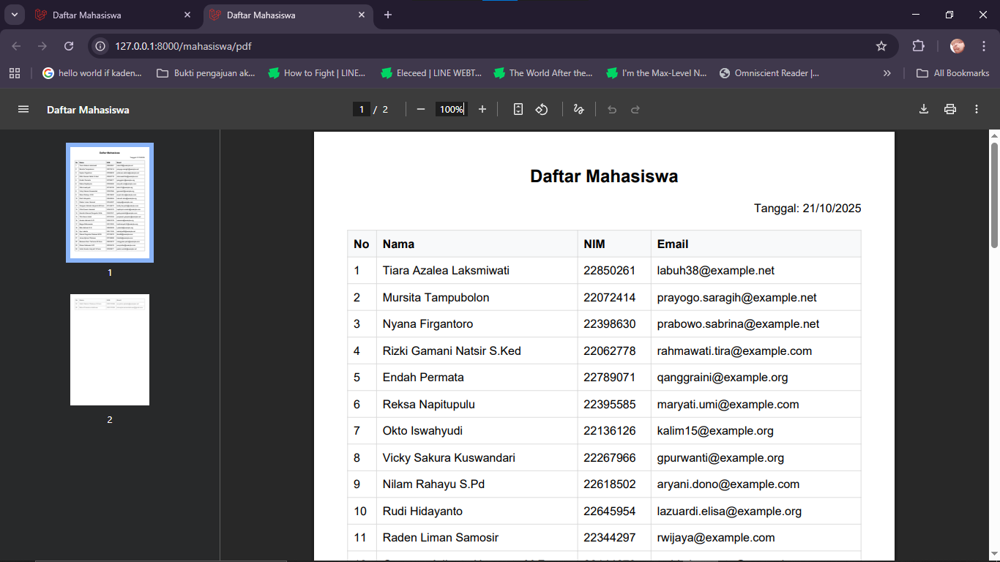 Daftar Mahasiswa
Daftar Mahasiswa
127.0.0.1:8000/mahasiswa/pdf
hello world if kaden...
Bukti pengajuan ak...
How to Fight | LINE...
Eleceed | LINE WEBT...
The World After the...
I'm the Max-Level N...
Omniscient Reader |...
»
All Bookmarks
Daftar Mahasiswa
1 / 2
100%
1
2
Daftar Mahasiswa
Tanggal: 21/10/2025
No Nama NIM Email
1 Tiara Azalea Laksmiwati 22850261 labuh38@example.net
2 Mursita Tampubolon 22072414 prayogo.saragih@example.net
3 Nyana Firgantoro 22398630 prabowo.sabrina@example.net
4 Rizki Gamani Natsir S.Ked 22062778 rahmawati.tira@example.com
5 Endah Permata 22789071 qanggraini@example.org
6 Reksa Napitupulu 22395585 maryati.umi@example.com
7 Okto Iswahyudi 22136126 kalim15@example.org
8 Vicky Sakura Kuswandari 22267966 gpurwanti@example.org
9 Nilam Rahayu S.Pd 22618502 aryani.dono@example.com
10 Rudi Hidayanto 22645954 lazuardi.elisa@example.org
11 Raden Liman Samosir 22344297 rwijaya@example.com